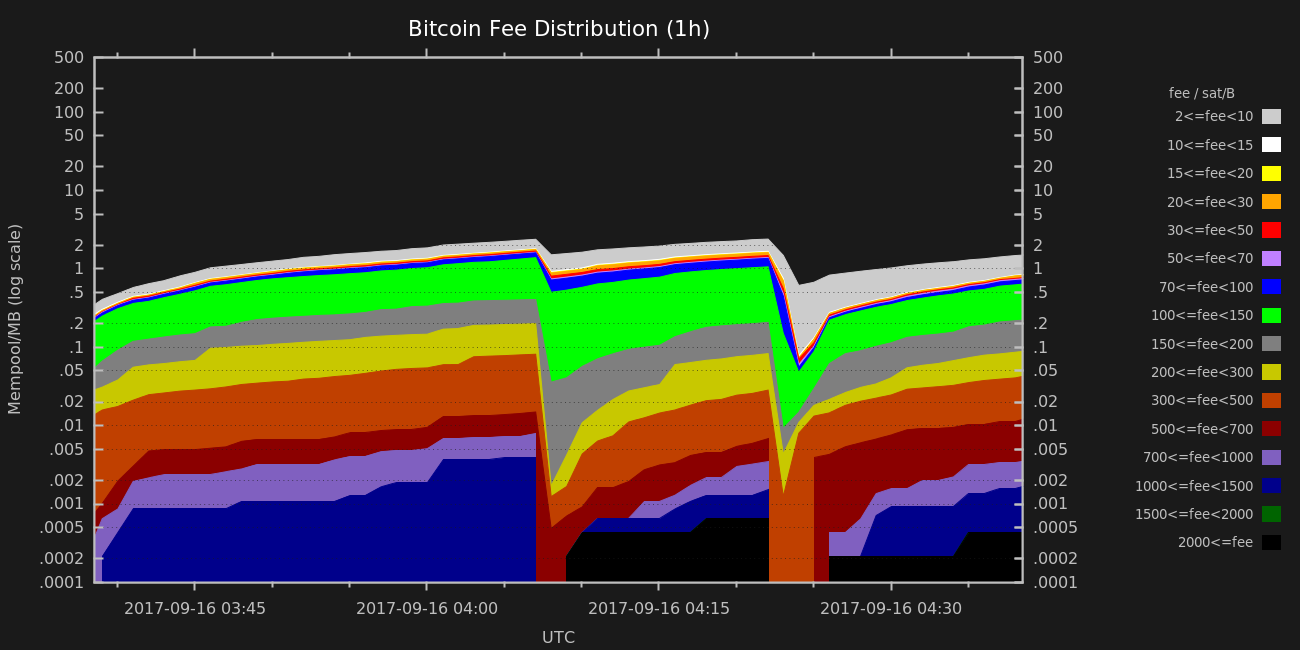 Bitcoin Fee Distribution (1h)
Mempool/MB (log scale)
500
200
100
50
20
10
5
2
1
.5
.2
.1
.05
.02
.01
.005
.002
.001
.0005
.0002
.0001
500
200
100
50
20
10
5
2
1
.5
.2
.1
.05
.02
.01
.005
.002
.001
.0005
.0002
.0001
2017-09-16 03:45 2017-09-16 04:00 2017-09-16 04:15 2017-09-16 04:30
UTC
fee / sat/B
2<=fee<10
10<=fee<15
15<=fee<20
20<=fee<30
30<=fee<50
50<=fee<70
70<=fee<100
100<=fee<150
150<=fee<200
200<=fee<300
300<=fee<500
500<=fee<700
700<=fee<1000
1000<=fee<1500
1500<=fee<2000
2000<=fee